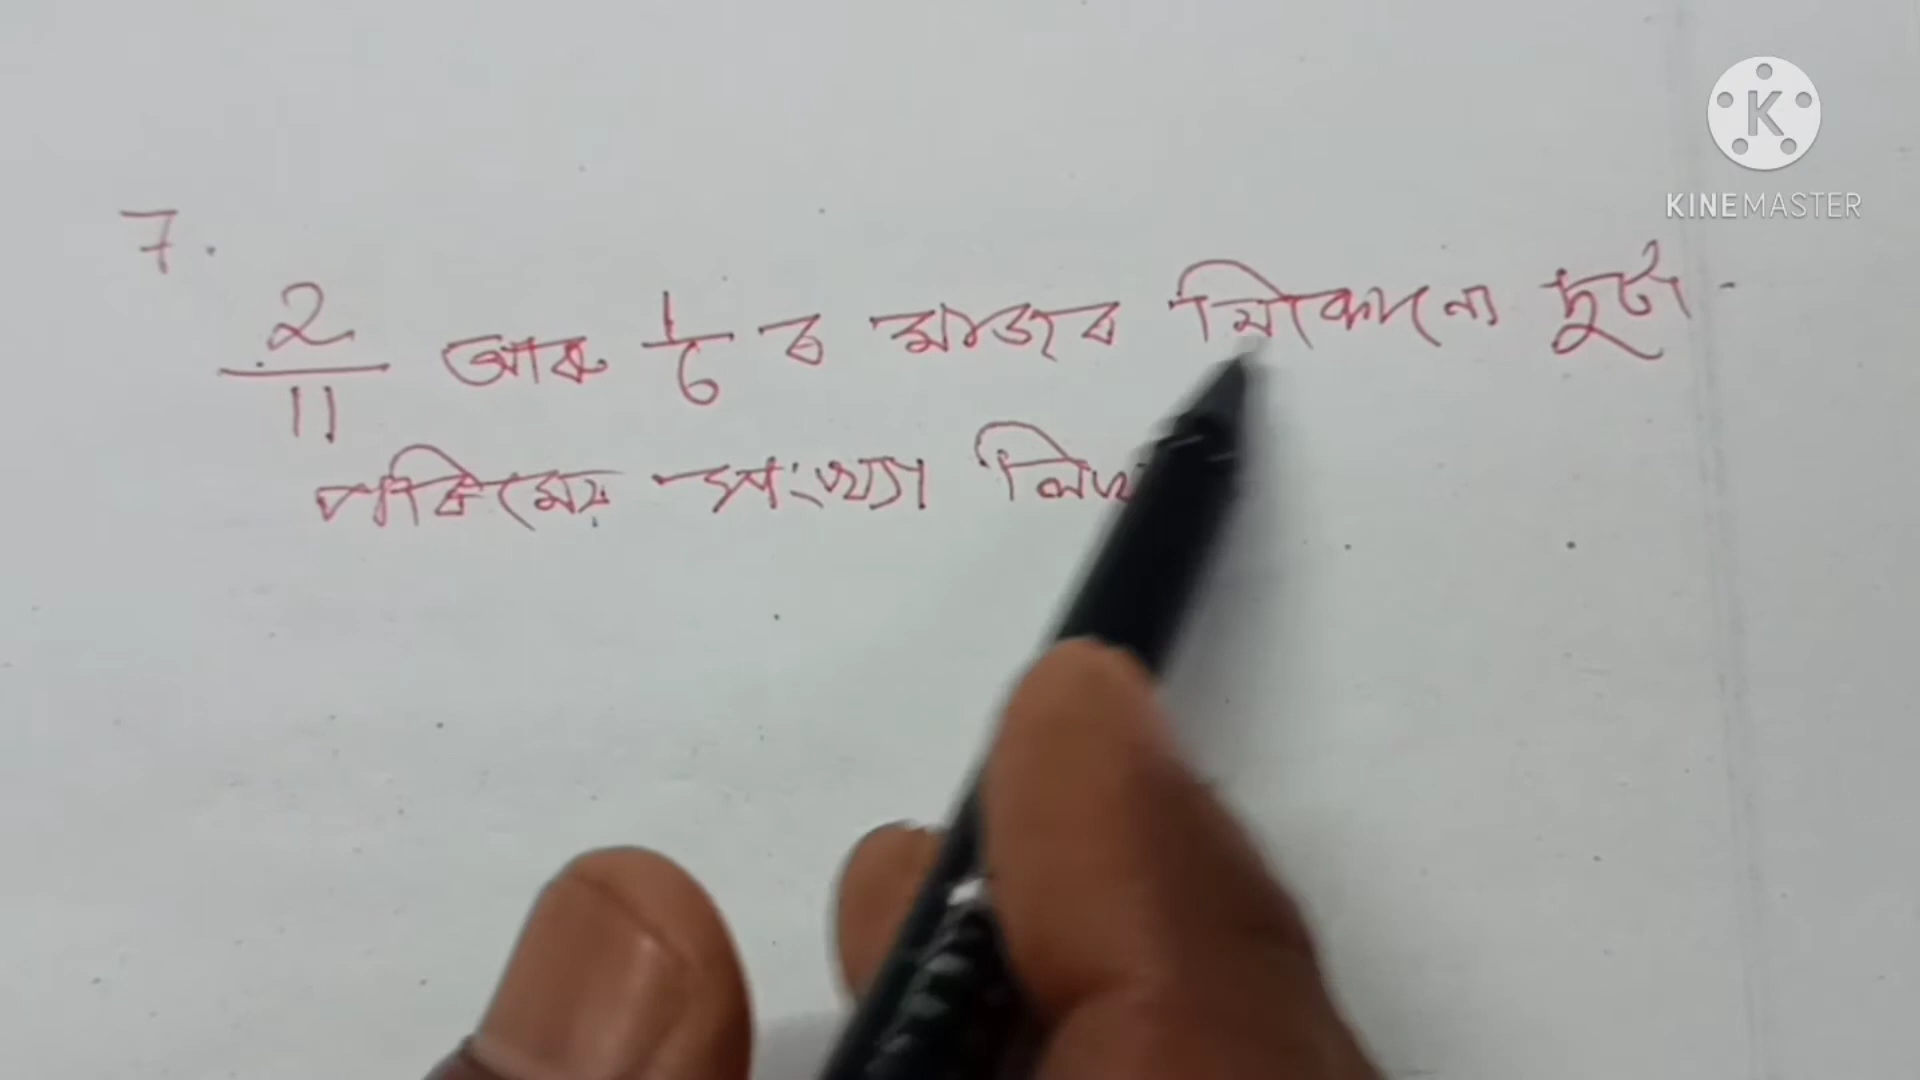 7.
2/11 আৰু 1/6 ৰ মাজৰ যিকোনো দুটা
পৰিমেয় সংখ্যা লিখা
KINEMASTER